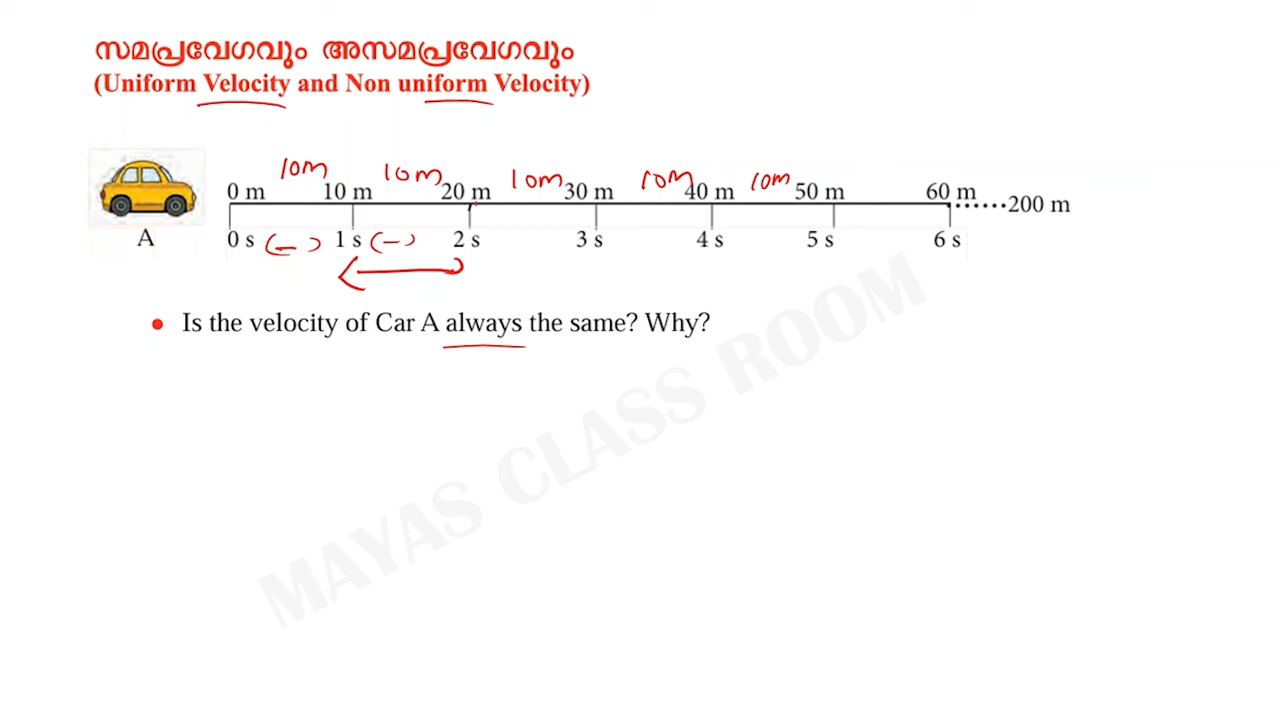 സമപ്രവേഗവും അസമപ്രവേഗവും
(Uniform Velocity and Non uniform Velocity)
10m 10m 10m 10m 10m
0 m 10 m 20 m 30 m 40 m 50 m 60 m ......200 m
A 0 s 1 s 2 s 3 s 4 s 5 s 6 s
• Is the velocity of Car A always the same? Why?
MAYAS CLASS ROOM